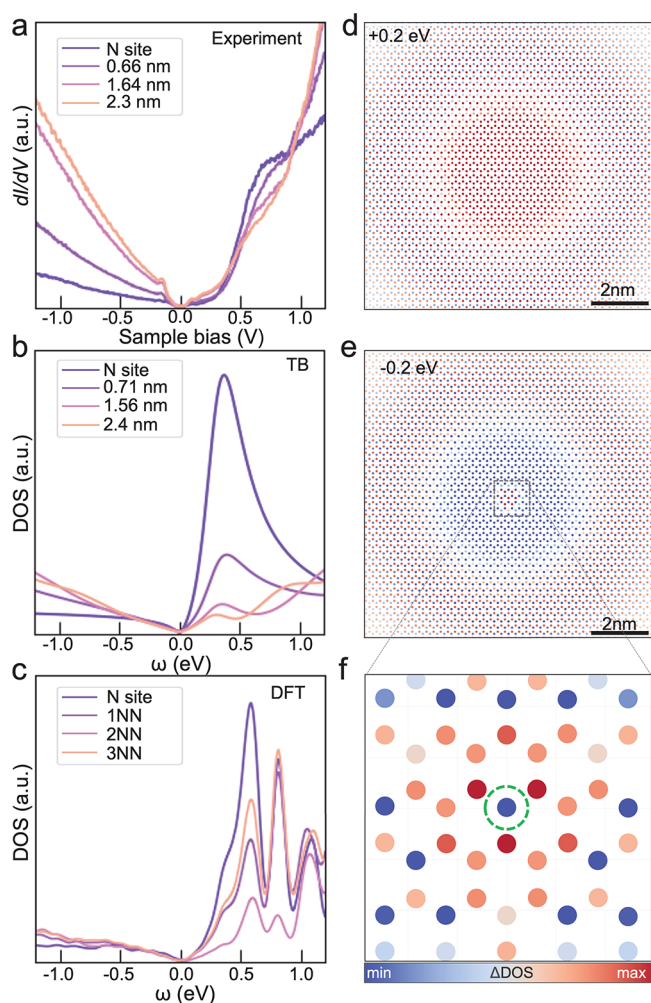 a
Experiment
N site
0.66 nm
1.64 nm
2.3 nm
dI/dV (a.u.)
-1.0 -0.5 0.0 0.5 1.0
Sample bias (V)
b
TB
N site
0.71 nm
1.56 nm
2.4 nm
DOS (a.u.)
-1.0 -0.5 0.0 0.5 1.0
ω (eV)
c
DFT
N site
1NN
2NN
3NN
DOS (a.u.)
-1.0 -0.5 0.0 0.5 1.0
ω (eV)
d
+0.2 eV
2nm
e
-0.2 eV
2nm
f
min ΔDOS max